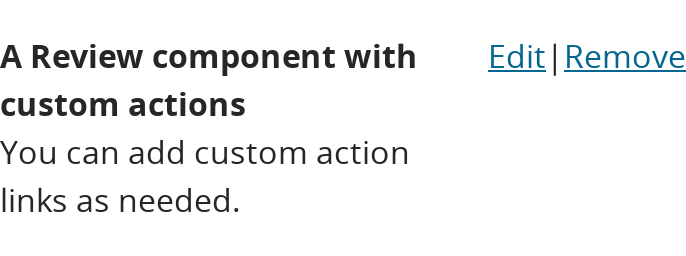 A Review component with Edit|Remove
custom actions
You can add custom action
links as needed.